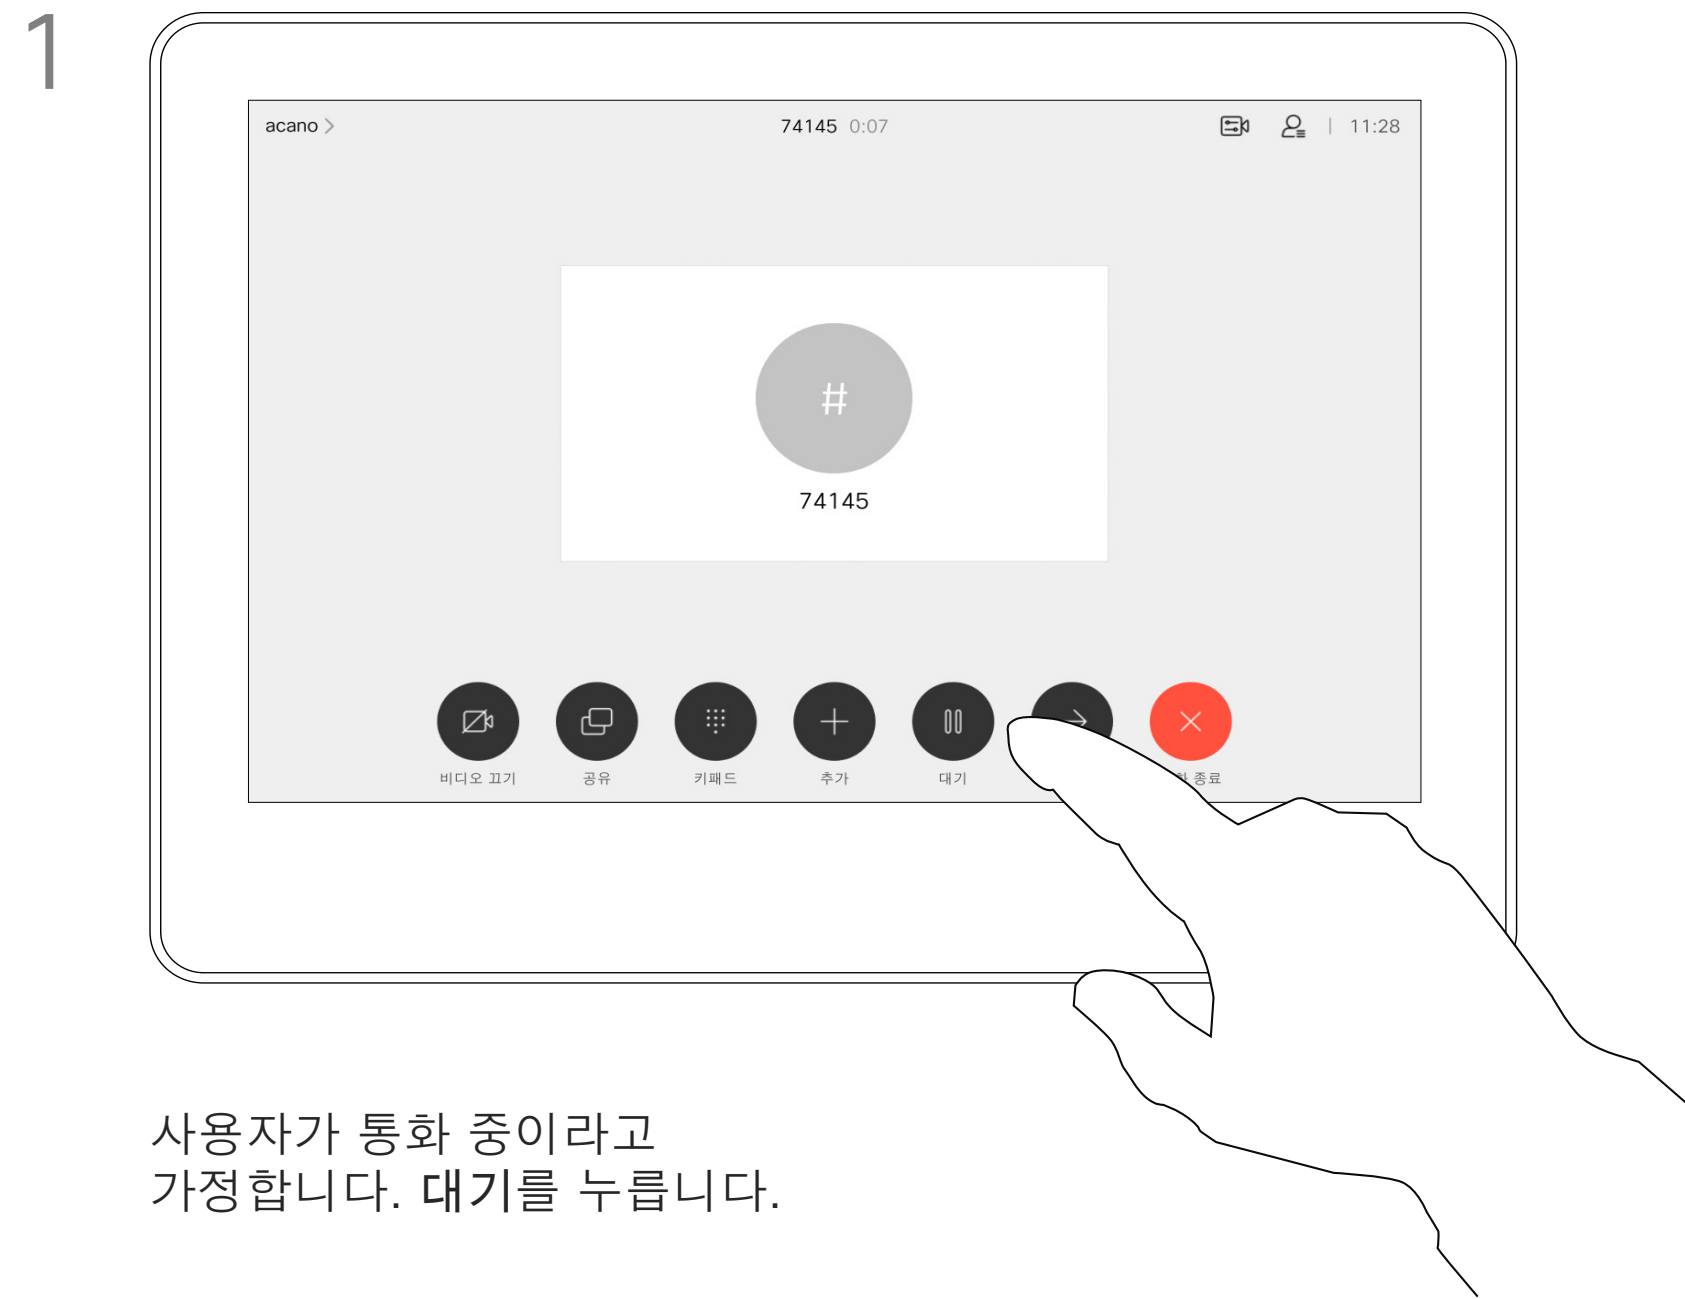 1
acano
74145 0:07
11:28
#
74145
비디오 끄기
공유
키패드
추가
대기
종료
사용자가 통화 중이라고
가정합니다. 대기를 누릅니다.